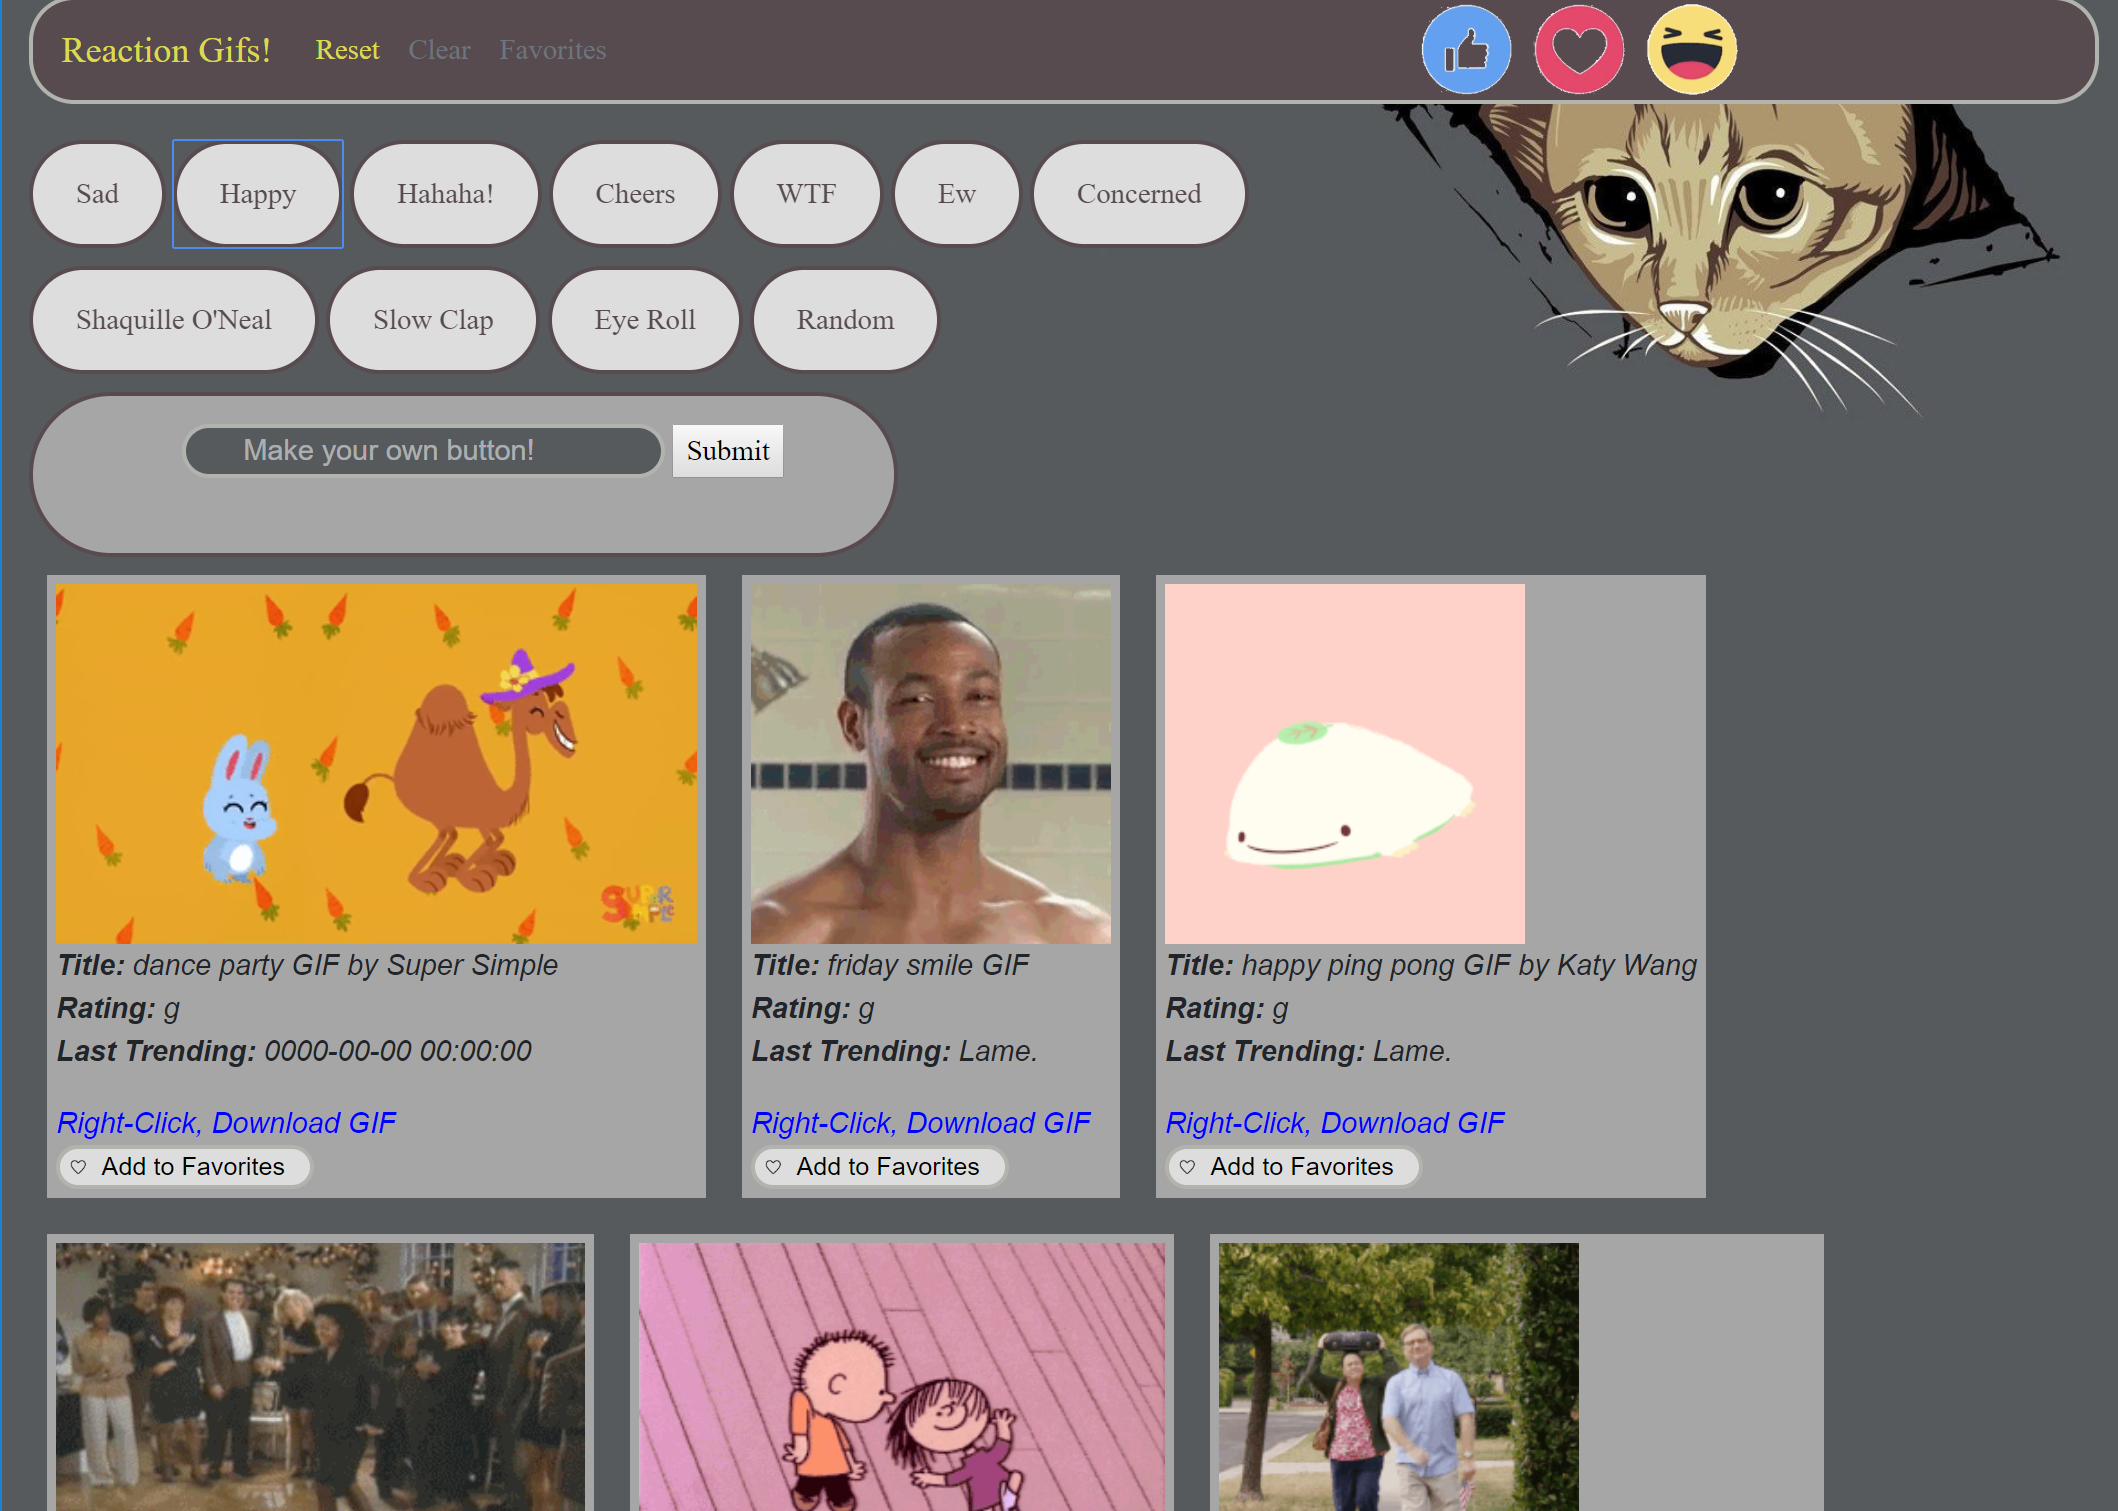 Reaction Gifs! Reset Clear Favorites
Sad Happy Hahaha! Cheers WTF Ew Concerned
Shaquille O'Neal Slow Clap Eye Roll Random
Make your own button! Submit
SUPER
SIMPLE
Title: dance party GIF by Super Simple
Rating: g
Last Trending: 0000-00-00 00:00:00
Right-Click, Download GIF
Add to Favorites
Title: friday smile GIF
Rating: g
Last Trending: Lame.
Right-Click, Download GIF
Add to Favorites
Title: happy ping pong GIF by Katy Wang
Rating: g
Last Trending: Lame.
Right-Click, Download GIF
Add to Favorites